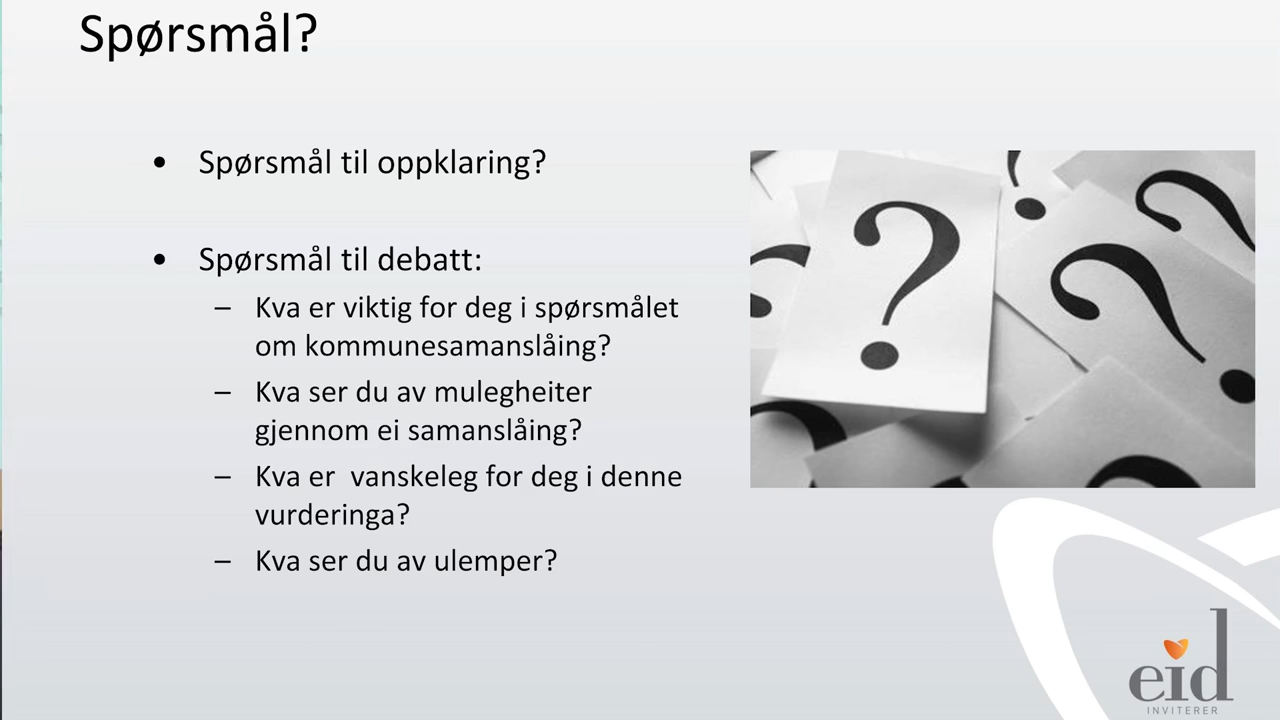 Spørsmål?
• Spørsmål til oppklaring?
• Spørsmål til debatt:
– Kva er viktig for deg i spørsmålet
om kommunesamanslåing?
– Kva ser du av mulegheiter
gjennom ei samanslåing?
– Kva er  vanskeleg for deg i denne
vurderinga?
– Kva ser du av ulemper?
eid
INVITERER